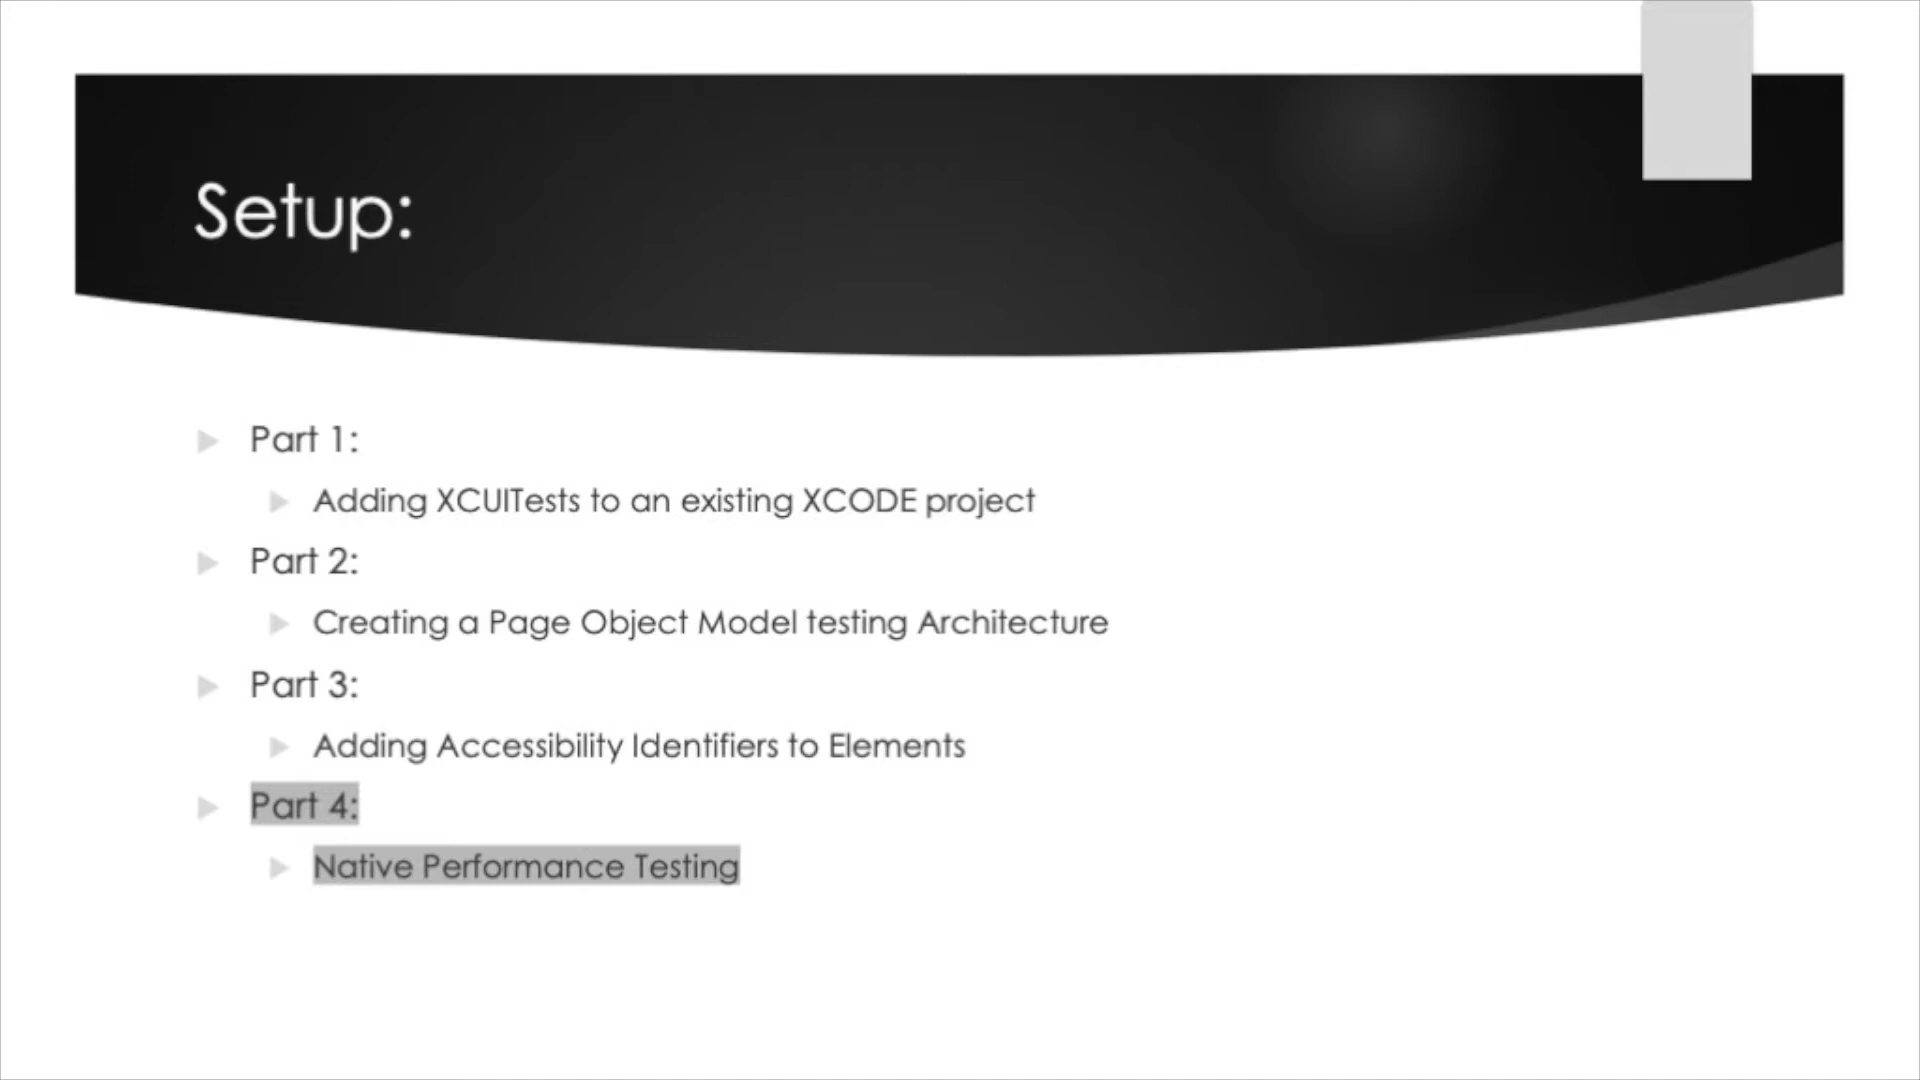 Setup:
Part 1:
Adding XCUITests to an existing XCODE project
Part 2:
Creating a Page Object Model testing Architecture
Part 3:
Adding Accessibility Identifiers to Elements
Part 4:
Native Performance Testing